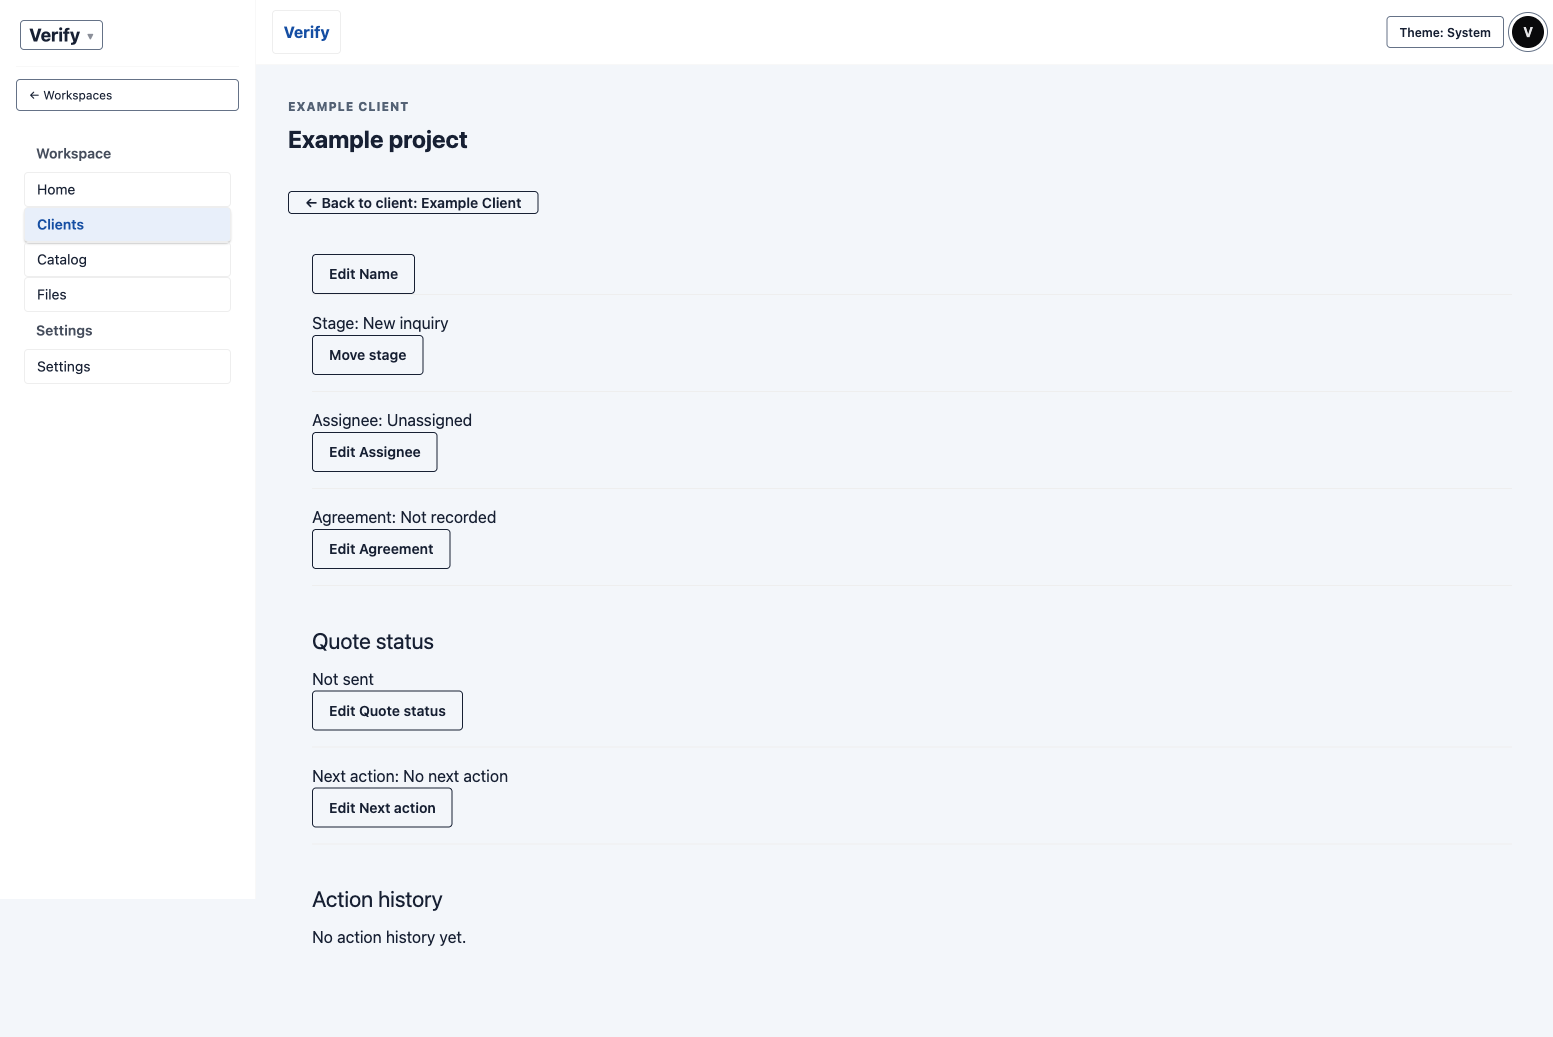 Verify ▾
← Workspaces
Workspace
Home
Clients
Catalog
Files
Settings
Settings
Verify
Theme: System
V
EXAMPLE CLIENT
Example project
← Back to client: Example Client
Edit Name
Stage: New inquiry
Move stage
Assignee: Unassigned
Edit Assignee
Agreement: Not recorded
Edit Agreement
Quote status
Not sent
Edit Quote status
Next action: No next action
Edit Next action
Action history
No action history yet.